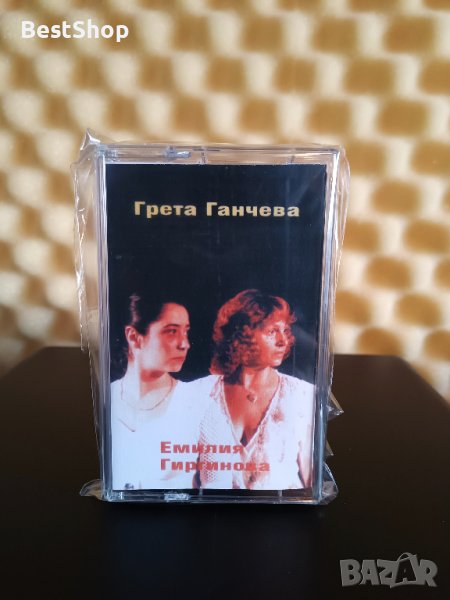 BestShop
Грета Ганчева
Емилия
Гиргинова
BAZAR